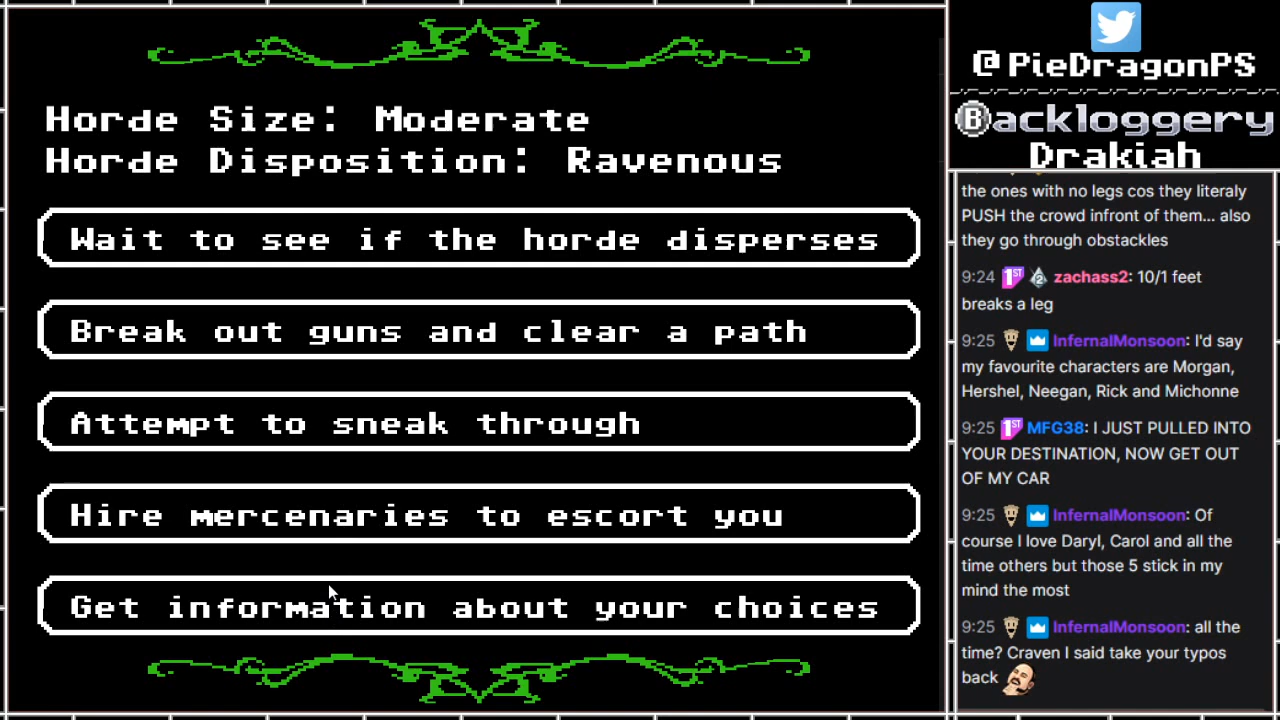 Horde Size: Moderate
Horde Disposition: Ravenous
Wait to see if the horde disperses
Break out guns and clear a path
Attempt to sneak through
Hire mercenaries to escort you
Get information about your choices
@PieDragonPS
Backloggery
Drakiah
the ones with no legs cos they literaly
PUSH the crowd infront of them... also
they go through obstackles
9:24 1ST 2 zachass2: 10/1 feet
breaks a leg
9:25 InfernalMonsoon: I'd say
my favourite characters are Morgan,
Hershel, Neegan, Rick and Michonne
9:25 1ST MFG38: I JUST PULLED INTO
YOUR DESTINATION, NOW GET OUT
OF MY CAR
9:25 InfernalMonsoon: Of
course I love Daryl, Carol and all the
time others but those 5 stick in my
mind the most
9:25 InfernalMonsoon: all the
time? Craven I said take your typos
back